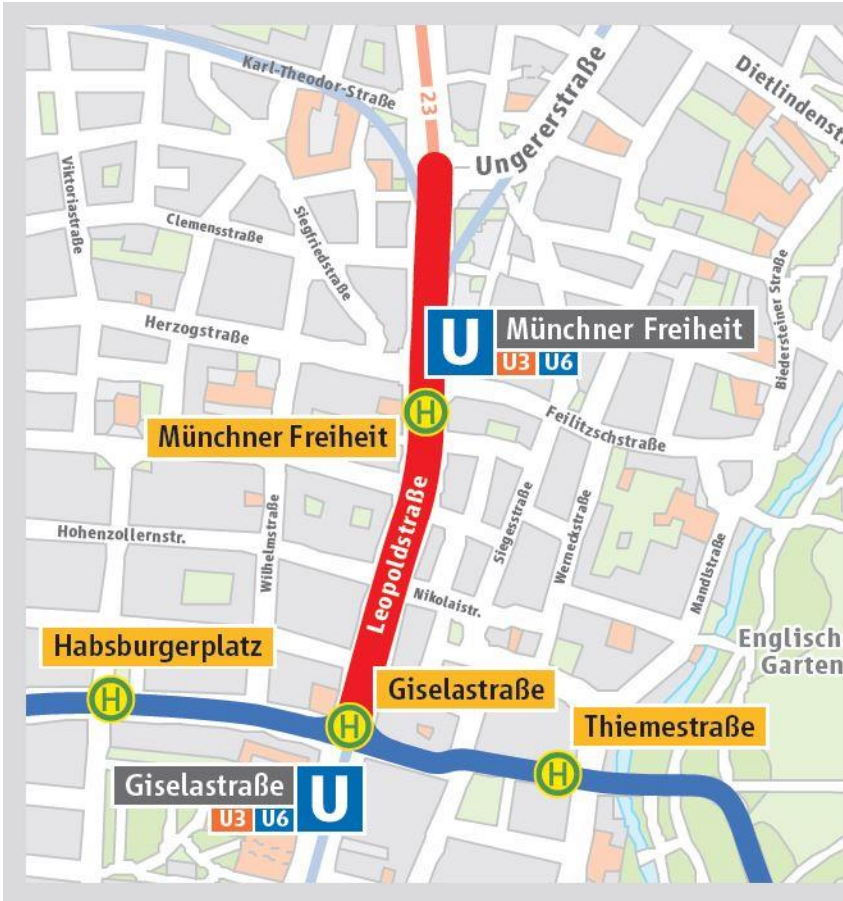 Karl-Theodor-Straße
23
Ungererstraße
Dietlindenstr
Viktoriastraße
Clemensstraße
Siegfriedstraße
Biedersteiner Straße
Herzogstraße
U
Münchner Freiheit
U3 U6
H
Münchner Freiheit
Feilitzschstraße
Leopoldstraße
Hohenzollernstr.
Wilhelmstraße
Siegesstraße
Werneckstraße
Mandlstraße
Nikolaistr.
Englisch
Garten
Habsburgerplatz
H
Giselastraße
H
Thiemestraße
H
Giselastraße
U
U3 U6